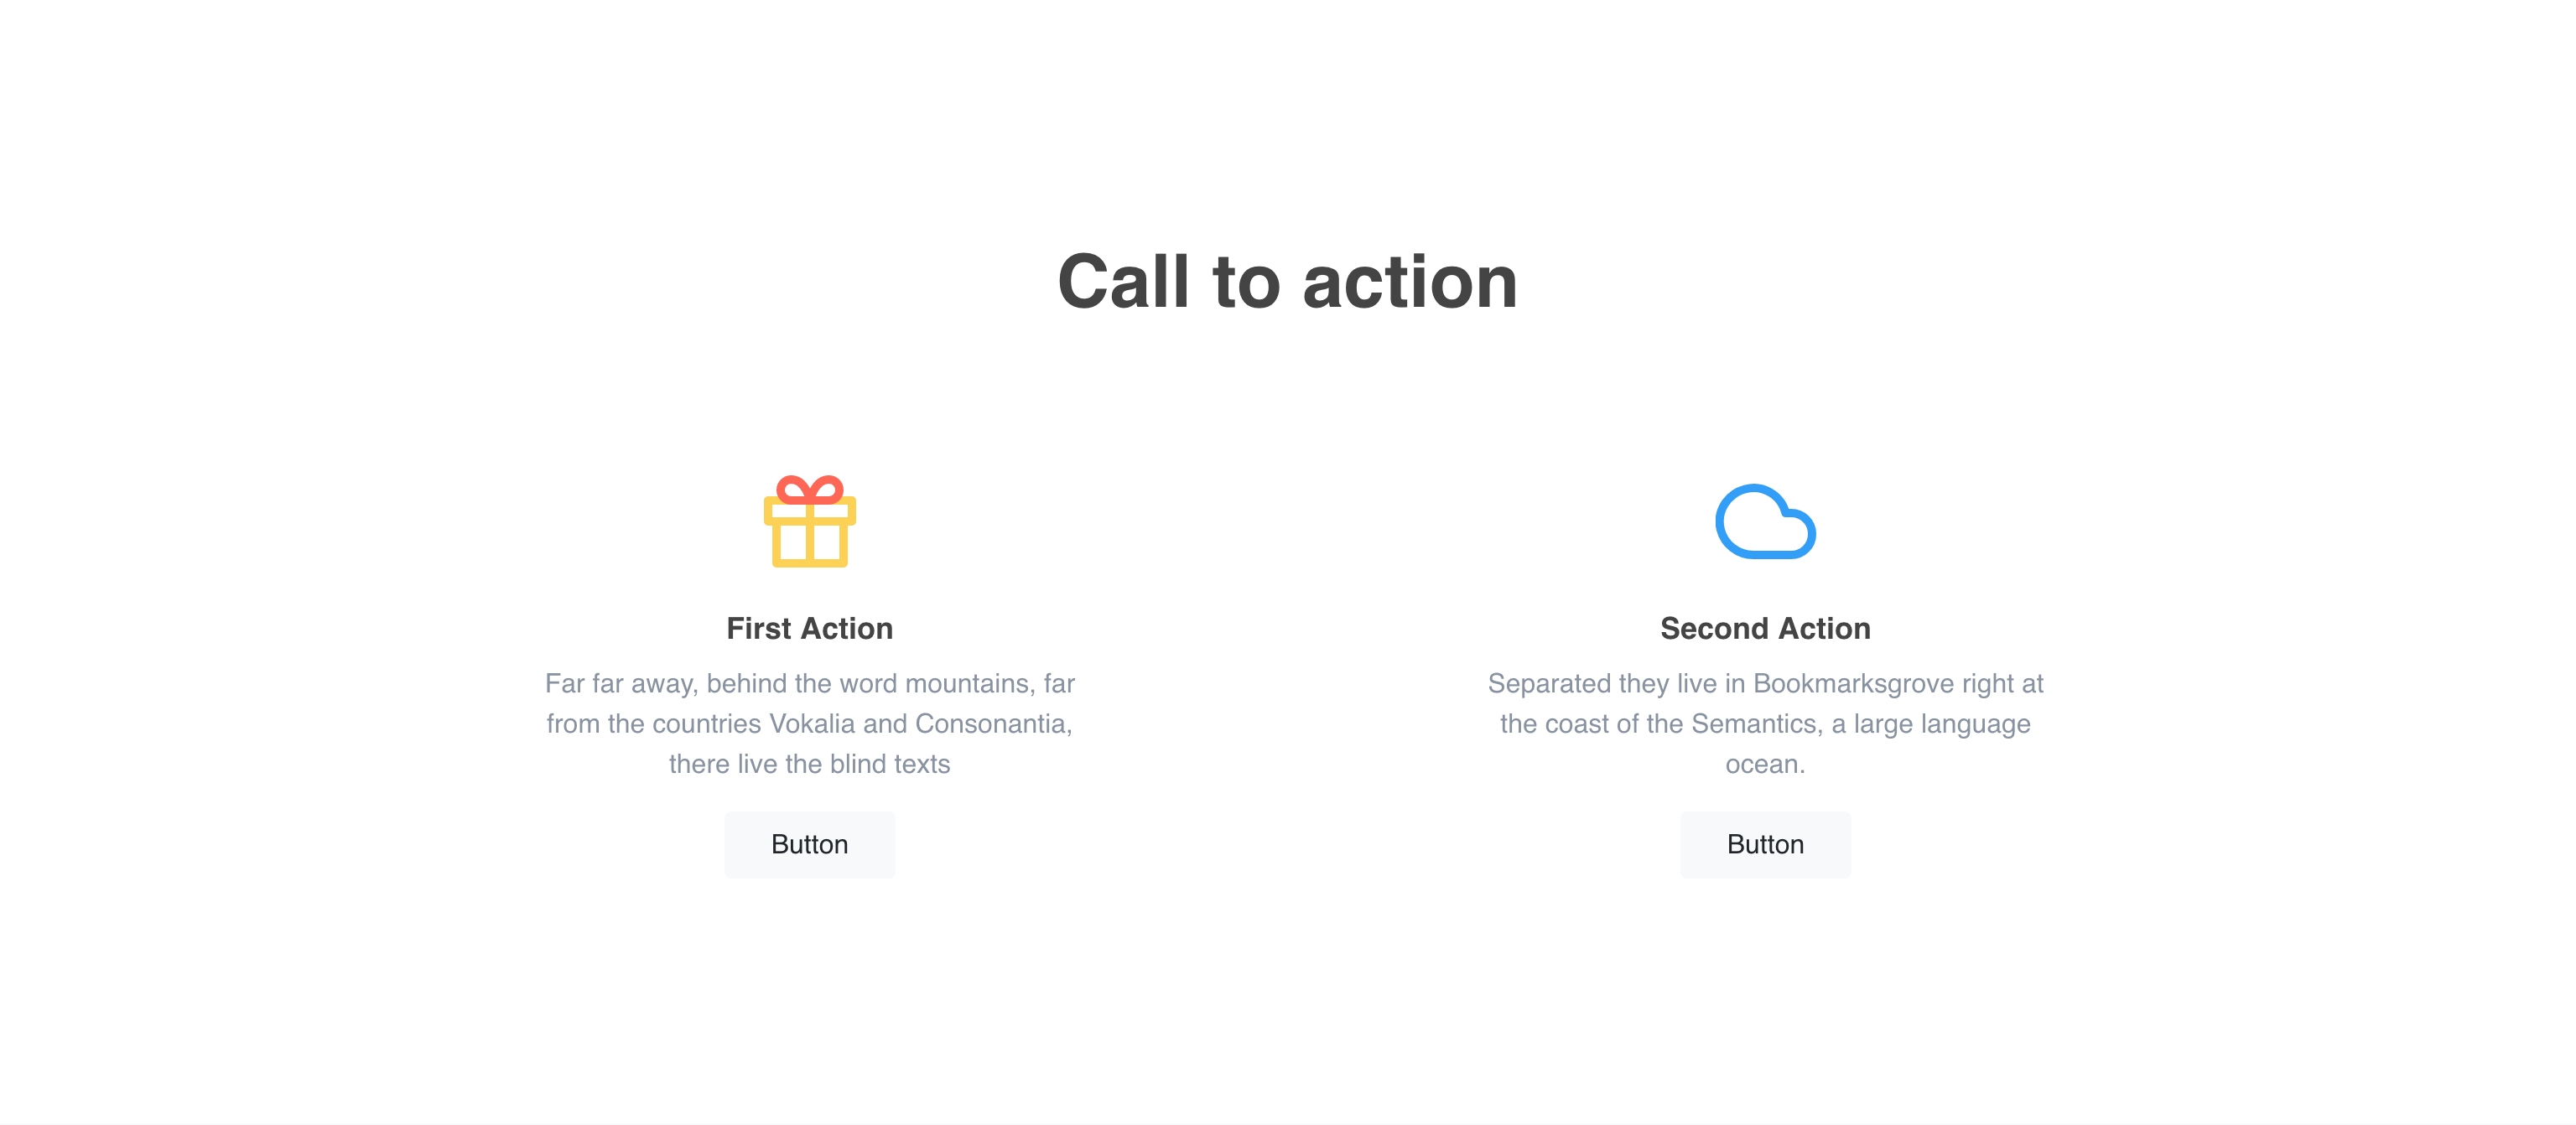 Call to action
First Action
Far far away, behind the word mountains, far
from the countries Vokalia and Consonantia,
there live the blind texts
Button
Second Action
Separated they live in Bookmarksgrove right at
the coast of the Semantics, a large language
ocean.
Button